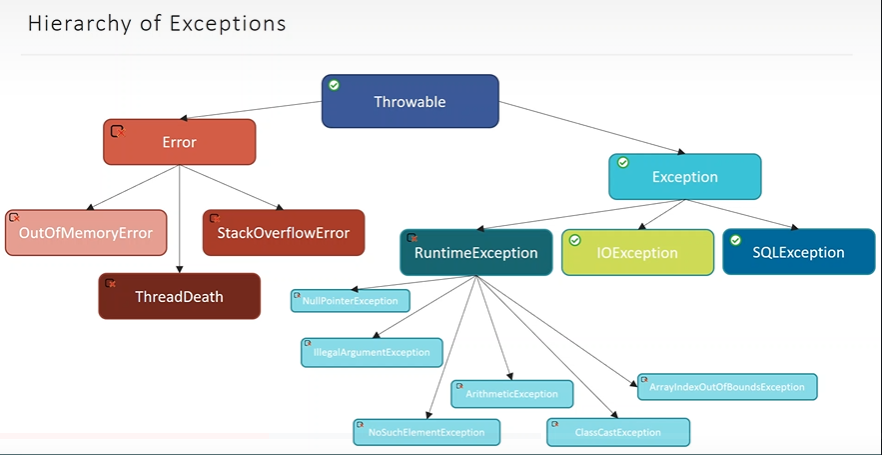 Hierarchy of Exceptions
Throwable
Error
Exception
OutOfMemoryError
StackOverflowError
RuntimeException
IOException
SQLException
ThreadDeath
NullPointerException
IllegalArgumentException
ArithmeticException
ArrayIndexOutOfBoundsException
NoSuchElementException
ClassCastException